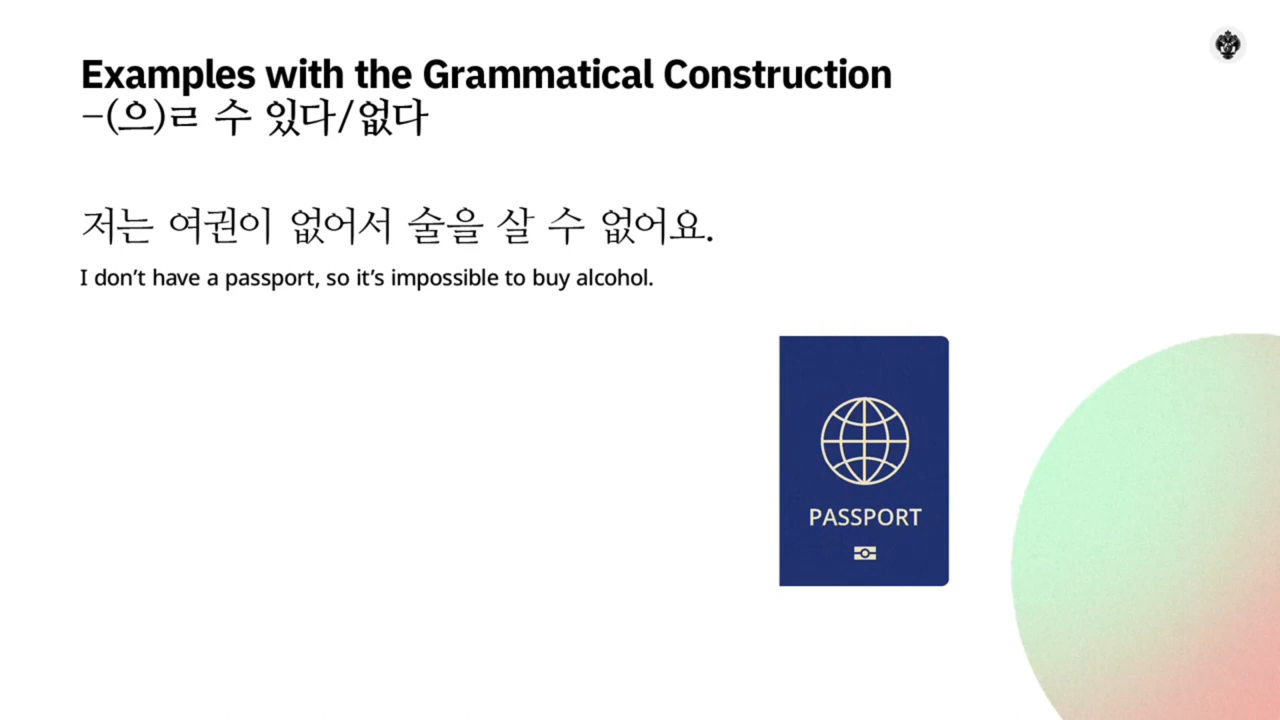 Examples with the Grammatical Construction
–(으)ㄹ 수 있다/없다
저는 여권이 없어서 술을 살 수 없어요.
I don’t have a passport, so it’s impossible to buy alcohol.
PASSPORT